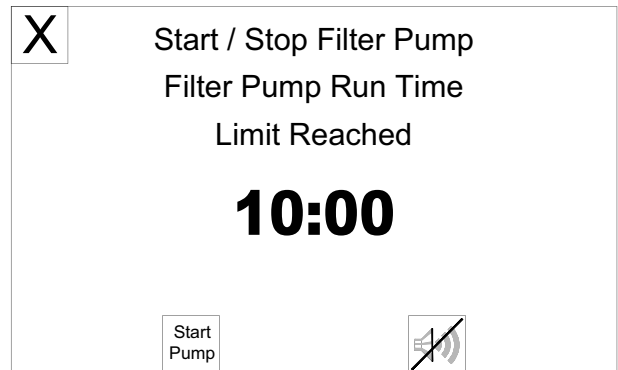 X
Start / Stop Filter Pump
Filter Pump Run Time
Limit Reached
10:00
Start
Pump